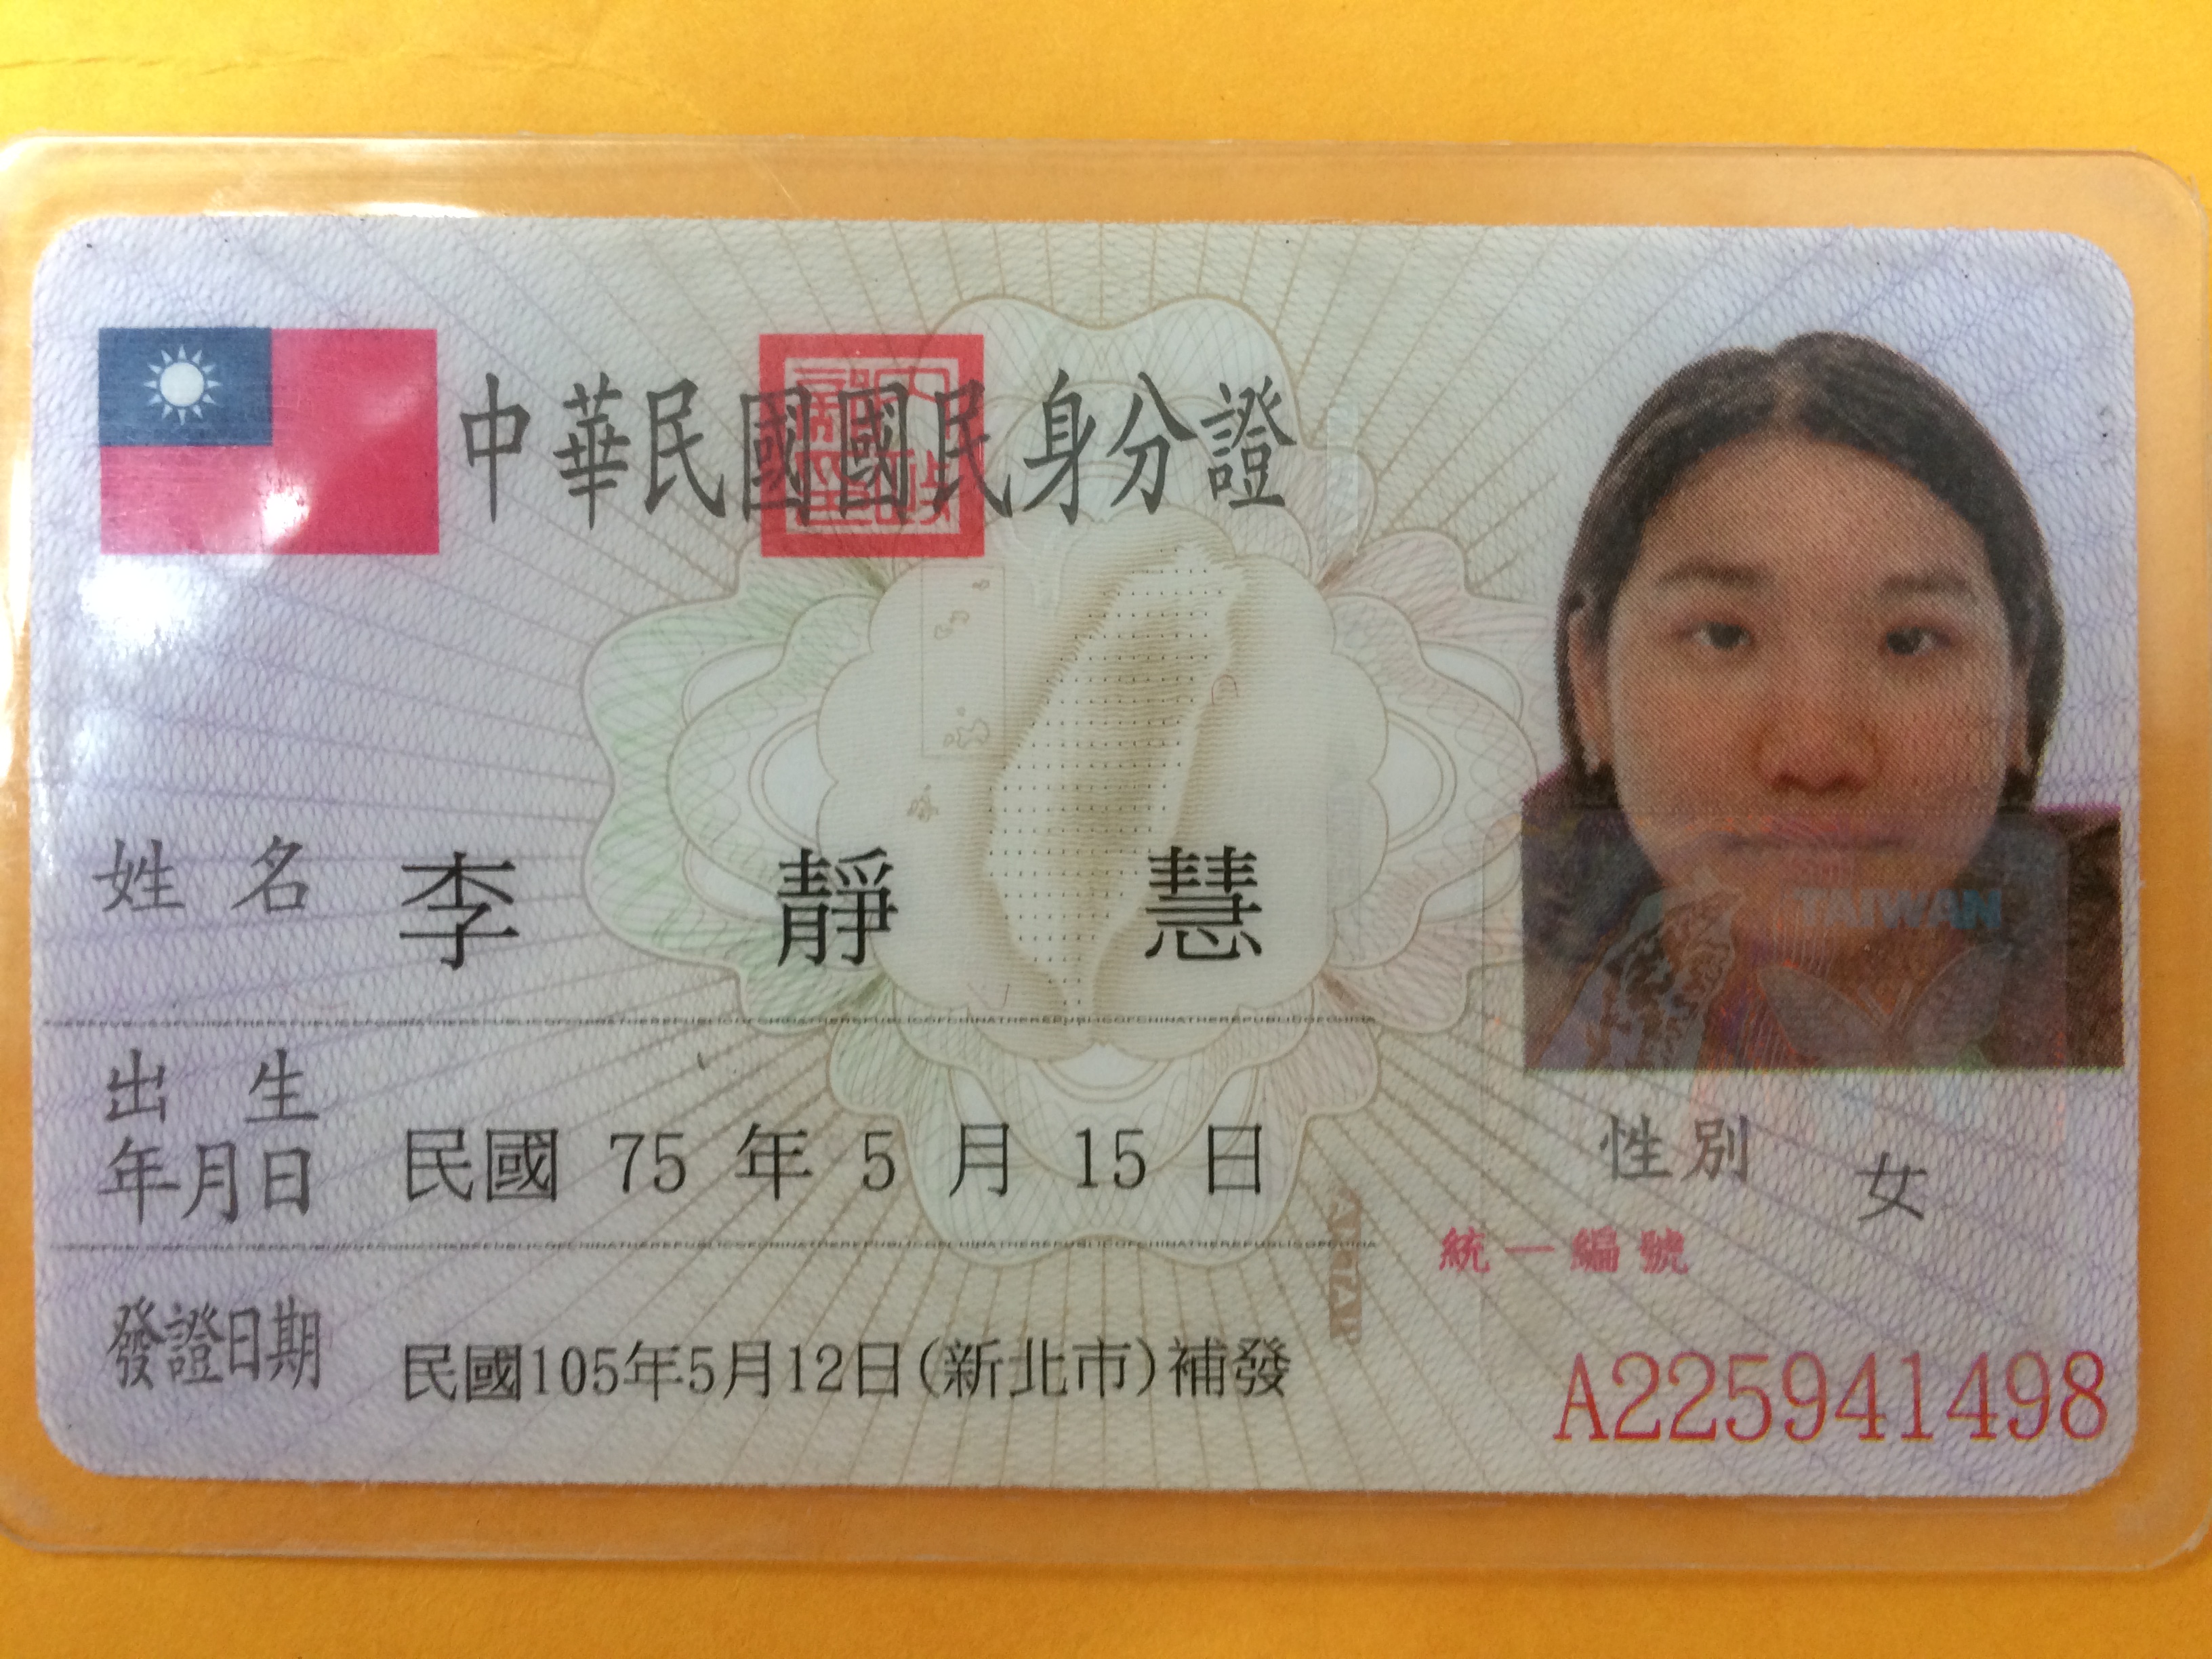 中華民國國民身分證
姓名 李靜慧
出生年月日 民國 75 年 5 月 15 日
性別 女
發證日期 民國105年5月12日(新北市)補發
統一編號
A225941498
TAIWAN